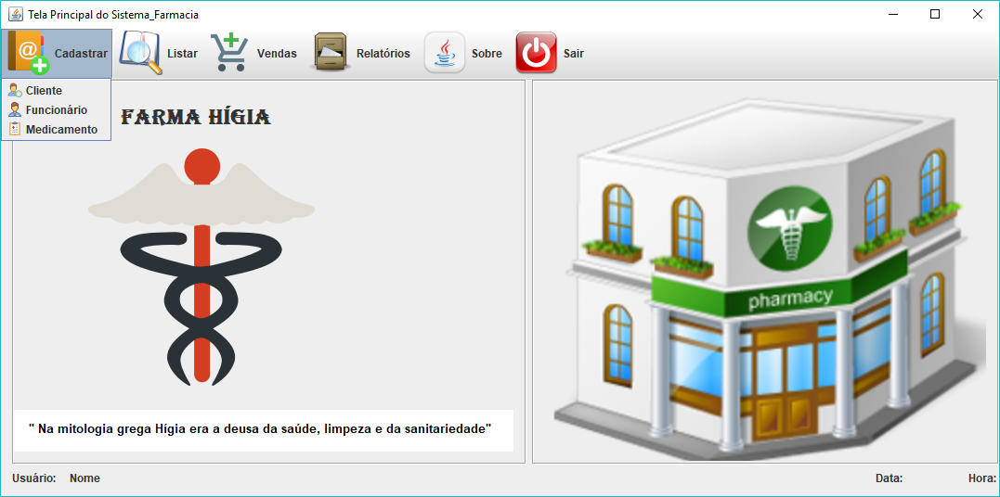 Tela Principal do Sistema_Farmacia
Cadastrar Listar Vendas Relatórios Sobre Sair
Cliente
Funcionário
Medicamento
FARMA HÍGIA
pharmacy
" Na mitologia grega Hígia era a deusa da saúde, limpeza e da sanitariedade"
Usuário: Nome Data: Hora: